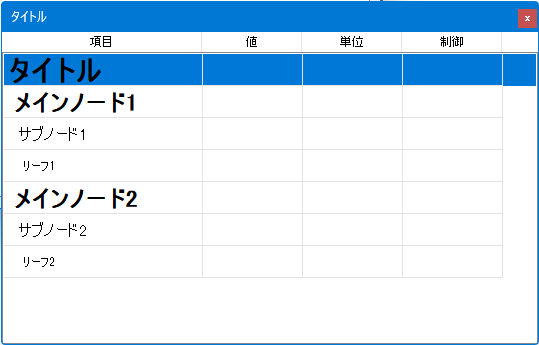 タイトル
x
項目 値 単位 制御
タイトル
メインノード1
サブノード1
リーフ1
メインノード2
サブノード2
リーフ2